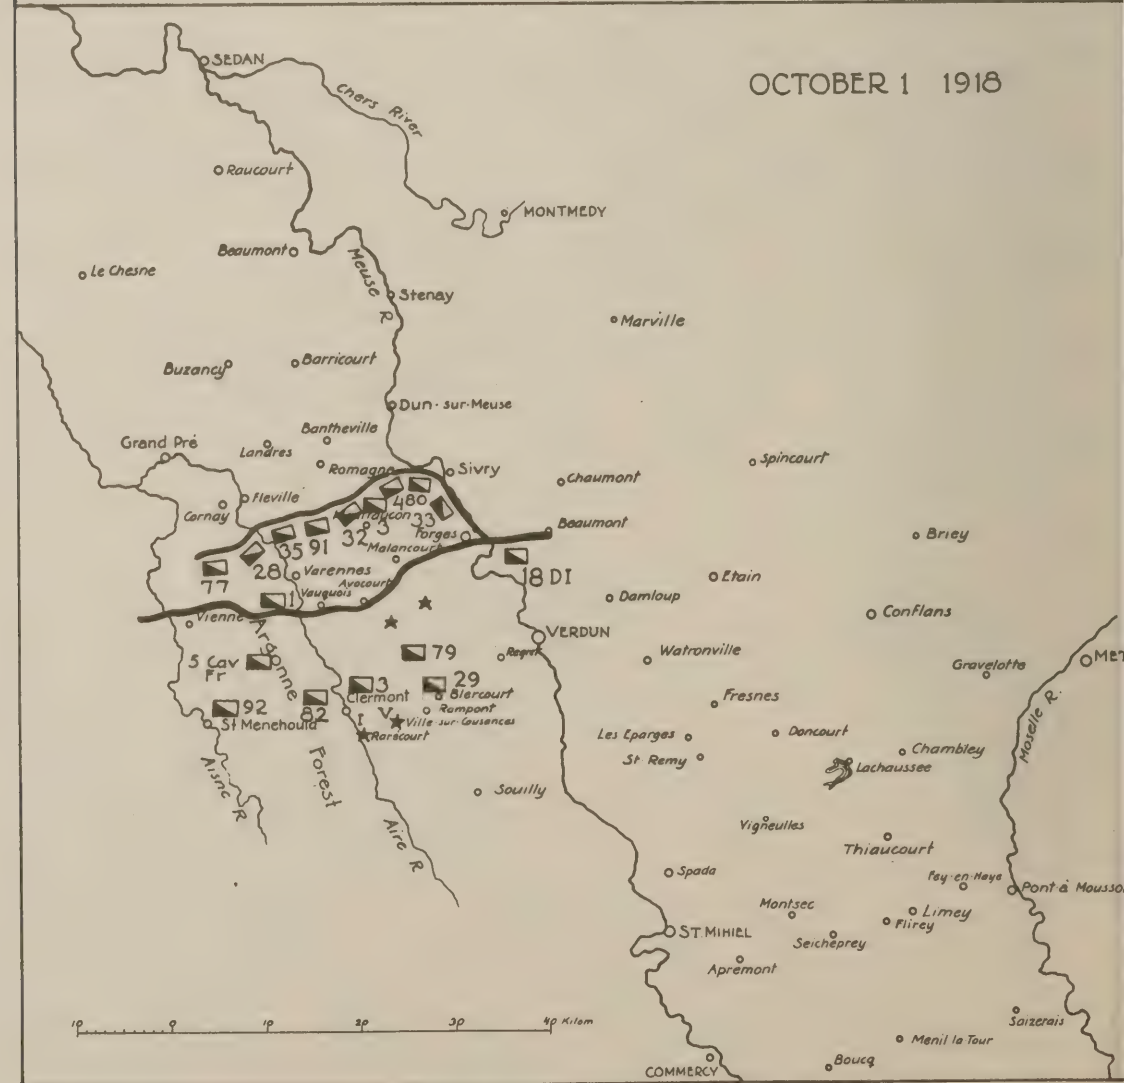 OCTOBER 1 1918
SEDAN
Chers River
Raucourt
MONTMEDY
Beaumont
Meuse R
Le Chesne
Stenay
Marville
Buzancy
Barricourt
Dun-sur-Meuse
Bantheville
Grand Pré
Landres
Romagne
Sivry
Spincourt
Chaumont
Fleville
Cornay
480
33
3
32
91
35
Forges
Beaumont
Briey
Malancourt
28
77
18 DI
Varennes
Avocourt
Vauquois
1
Etain
Damloup
Conflans
Vienne
Argonne
VERDUN
79
Regret
Watronville
5 Cav
Fr
Gravelotte
MET
3
29
Clermont
Blercourt
Fresnes
92
82
I
V
Rampont
Ville-sur-Cousances
St Menehould
Rarécourt
Les Eparges
Doncourt
Moselle R.
St Remy
Chambley
Lachaussee
Aisne R
Forest
Souilly
Aire R
Vigneulles
Thiaucourt
Spada
Fey-en-Haye
Pont à Mousso
Montsec
Limey
Flirey
ST. MIHIEL
Seicheprey
Apremont
Saizerais
10 0 10 20 30 40 Kilom
Menil la Tour
COMMERCY
Boucq